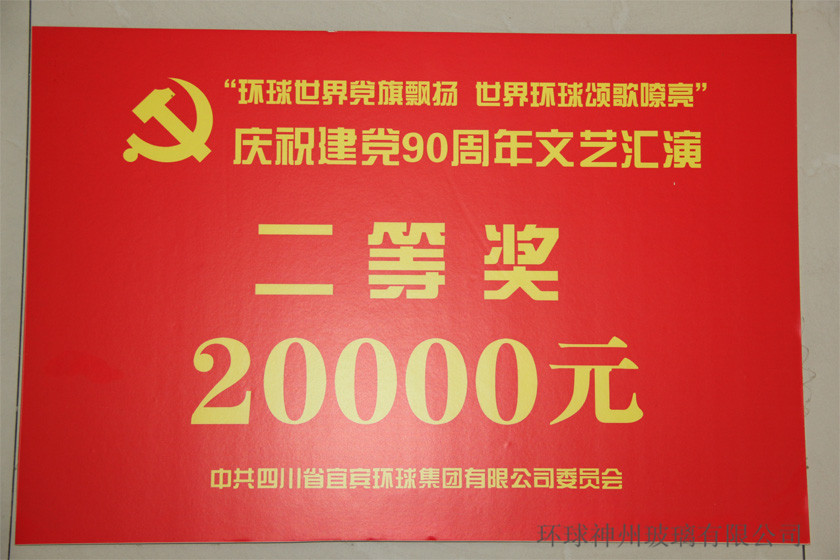 “环球世界党旗飘扬 世界环球颂歌嘹亮”
庆祝建党90周年文艺汇演
二等奖
20000元
中共四川省宜宾环球集团有限公司委员会
环球神州玻璃有限公司